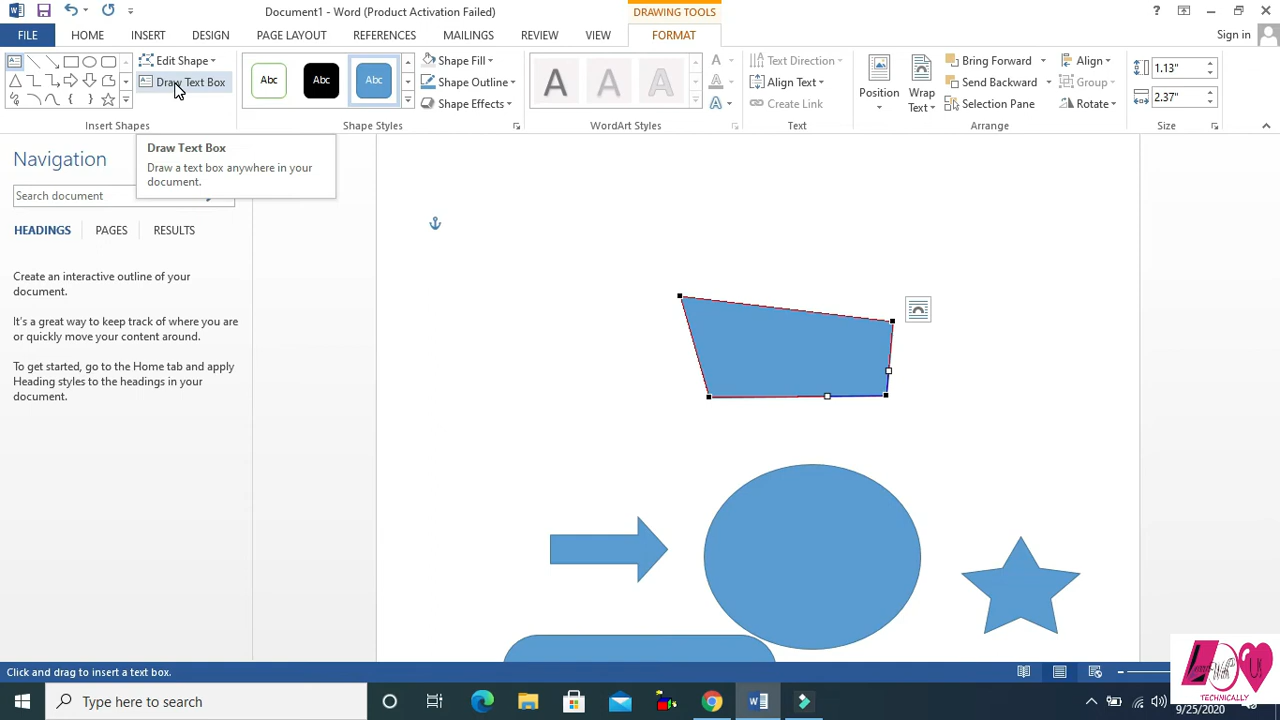 Document1 - Word (Product Activation Failed)
DRAWING TOOLS
?
FILE
HOME
INSERT
DESIGN
PAGE LAYOUT
REFERENCES
MAILINGS
REVIEW
VIEW
FORMAT
Sign in
Edit Shape
Draw Text Box
Insert Shapes
Abc
Abc
Abc
Shape Fill
Shape Outline
Shape Effects
Shape Styles
A
A
A
WordArt Styles
Text Direction
Align Text
Create Link
Text
Position
Wrap
Text
Bring Forward
Send Backward
Selection Pane
Align
Group
Rotate
Arrange
1.13"
2.37"
Size
Draw Text Box
Draw a text box anywhere in your
document.
Navigation
Search document
HEADINGS
PAGES
RESULTS
Create an interactive outline of your
document.
It's a great way to keep track of where you are
or quickly move your content around.
To get started, go to the Home tab and apply
Heading styles to the headings in your
document.
Click and drag to insert a text box.
Type here to search
9/25/2020
Learn With
US
TECHNICALLY